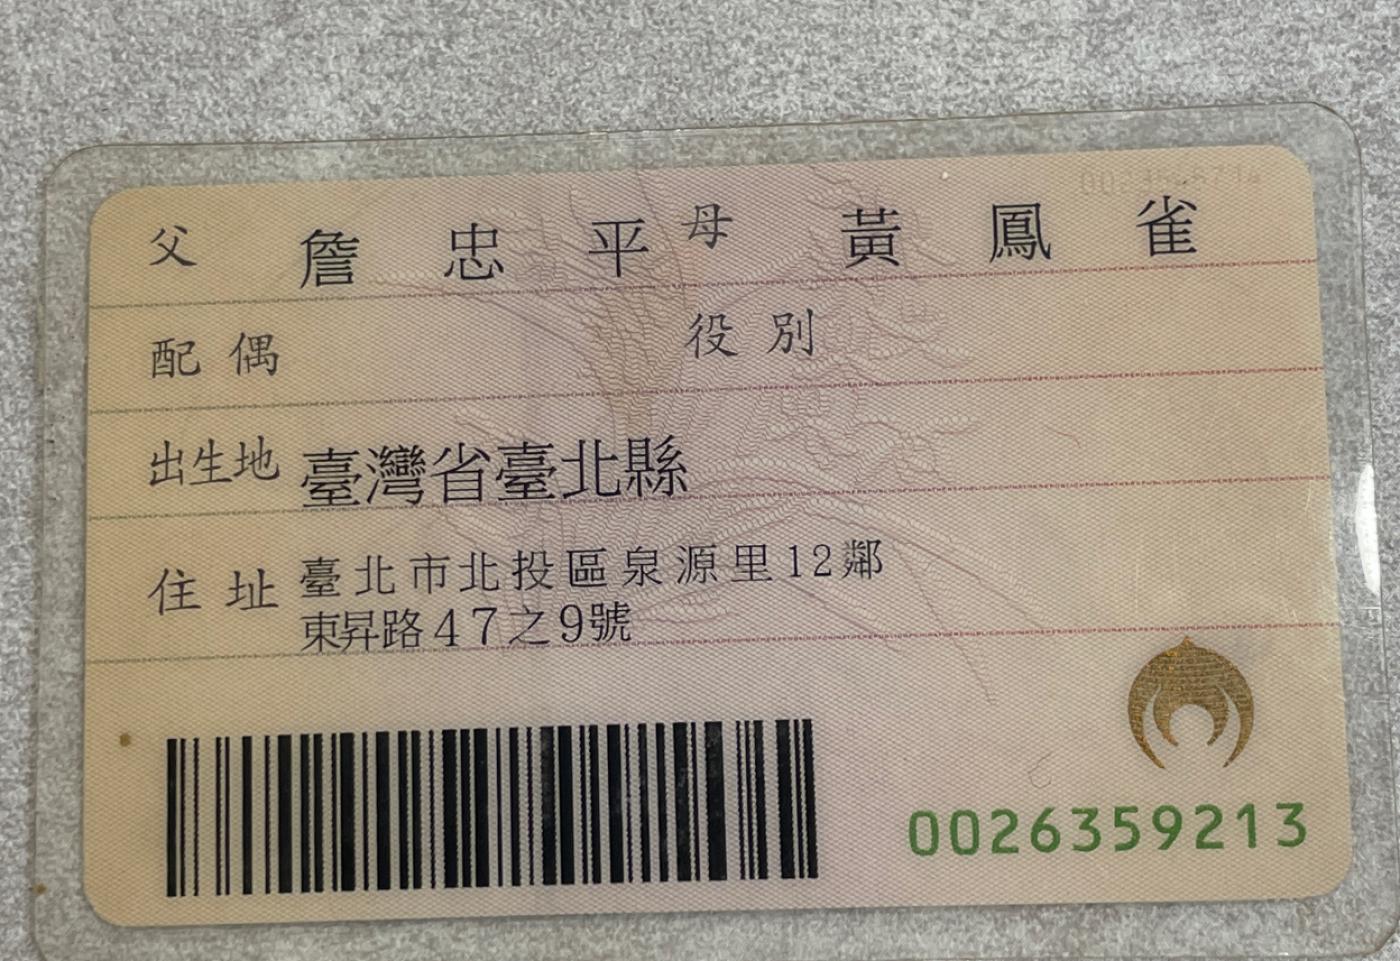 父 詹忠平 母 黃鳳雀
配偶 役別
出生地 臺灣省臺北縣
住址 臺北市北投區泉源里12鄰
東昇路47之9號
0026359213